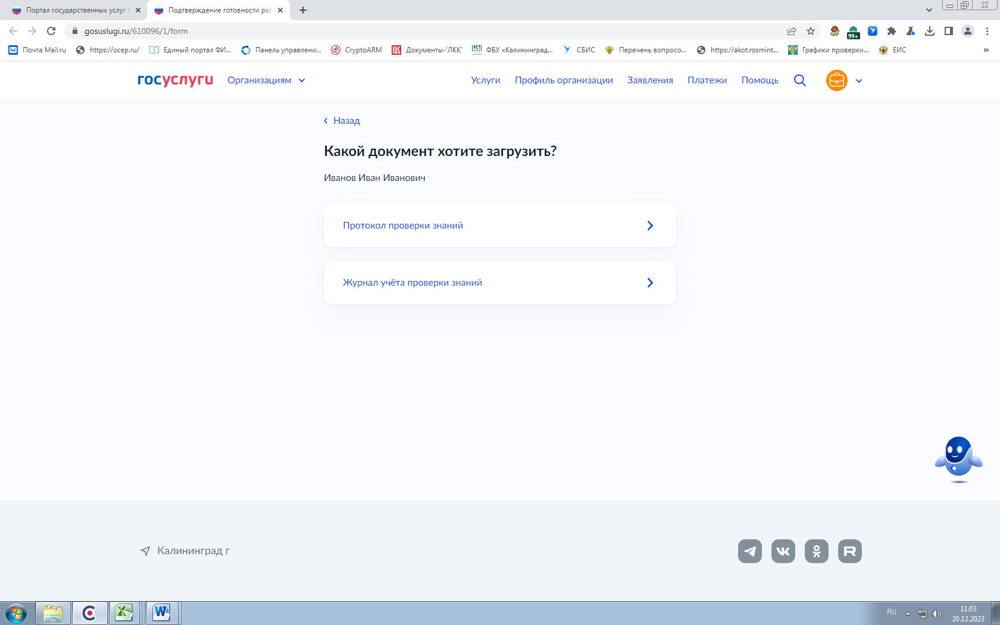 Портал государственных услуг
Подтверждение готовности раб
gosuslugi.ru/610096/1/form
99+
Почта Mail.ru
https://ocep.ru/
Единый портал ФИ...
Панель управлени...
CryptoARM
Документы-'ЛКК'
ФБУ «Калининград...
СБИС
Перечень вопросо...
https://akot.rosmint...
Графики проверки...
ЕИС
»
госуслуги
Организациям
Услуги
Профиль организации
Заявления
Платежи
Помощь
Назад
Какой документ хотите загрузить?
Иванов Иван Иванович
Протокол проверки знаний
Журнал учёта проверки знаний
Калининград г
RU
11:03
20.12.2023